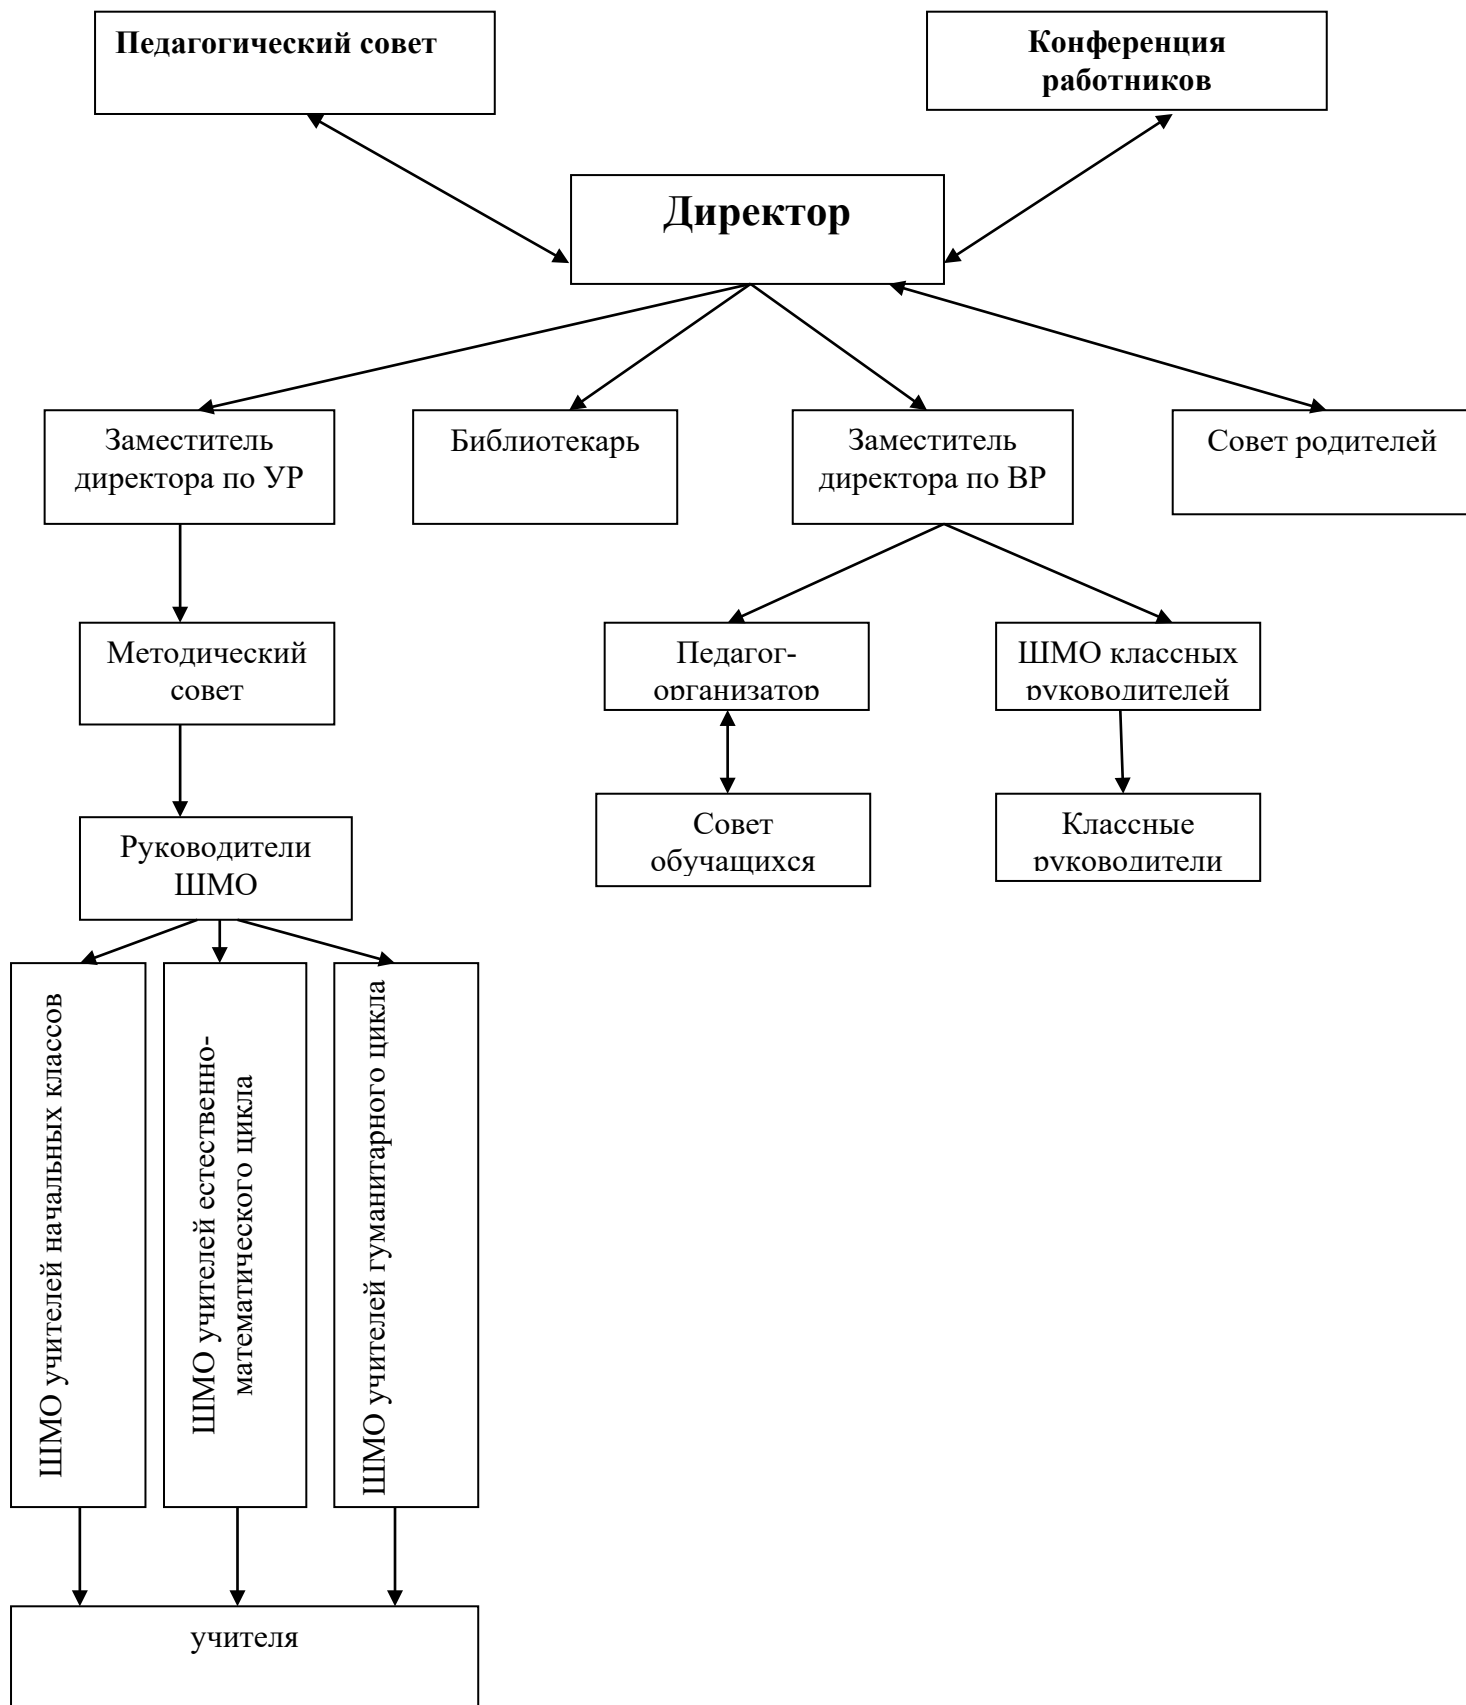 Педагогический совет
Конференция
работников
Директор
Заместитель
директора по УР
Библиотекарь
Заместитель
директора по ВР
Совет родителей
Методический
совет
Педагог-
организатор
ШМО классных
руководителей
Руководители
ШМО
Совет
обучащихся
Классные
руководители
ШМО учителей начальных классов
ШМО учителей естественно-
математического цикла
ШМО учителей гуманитарного цикла
учителя